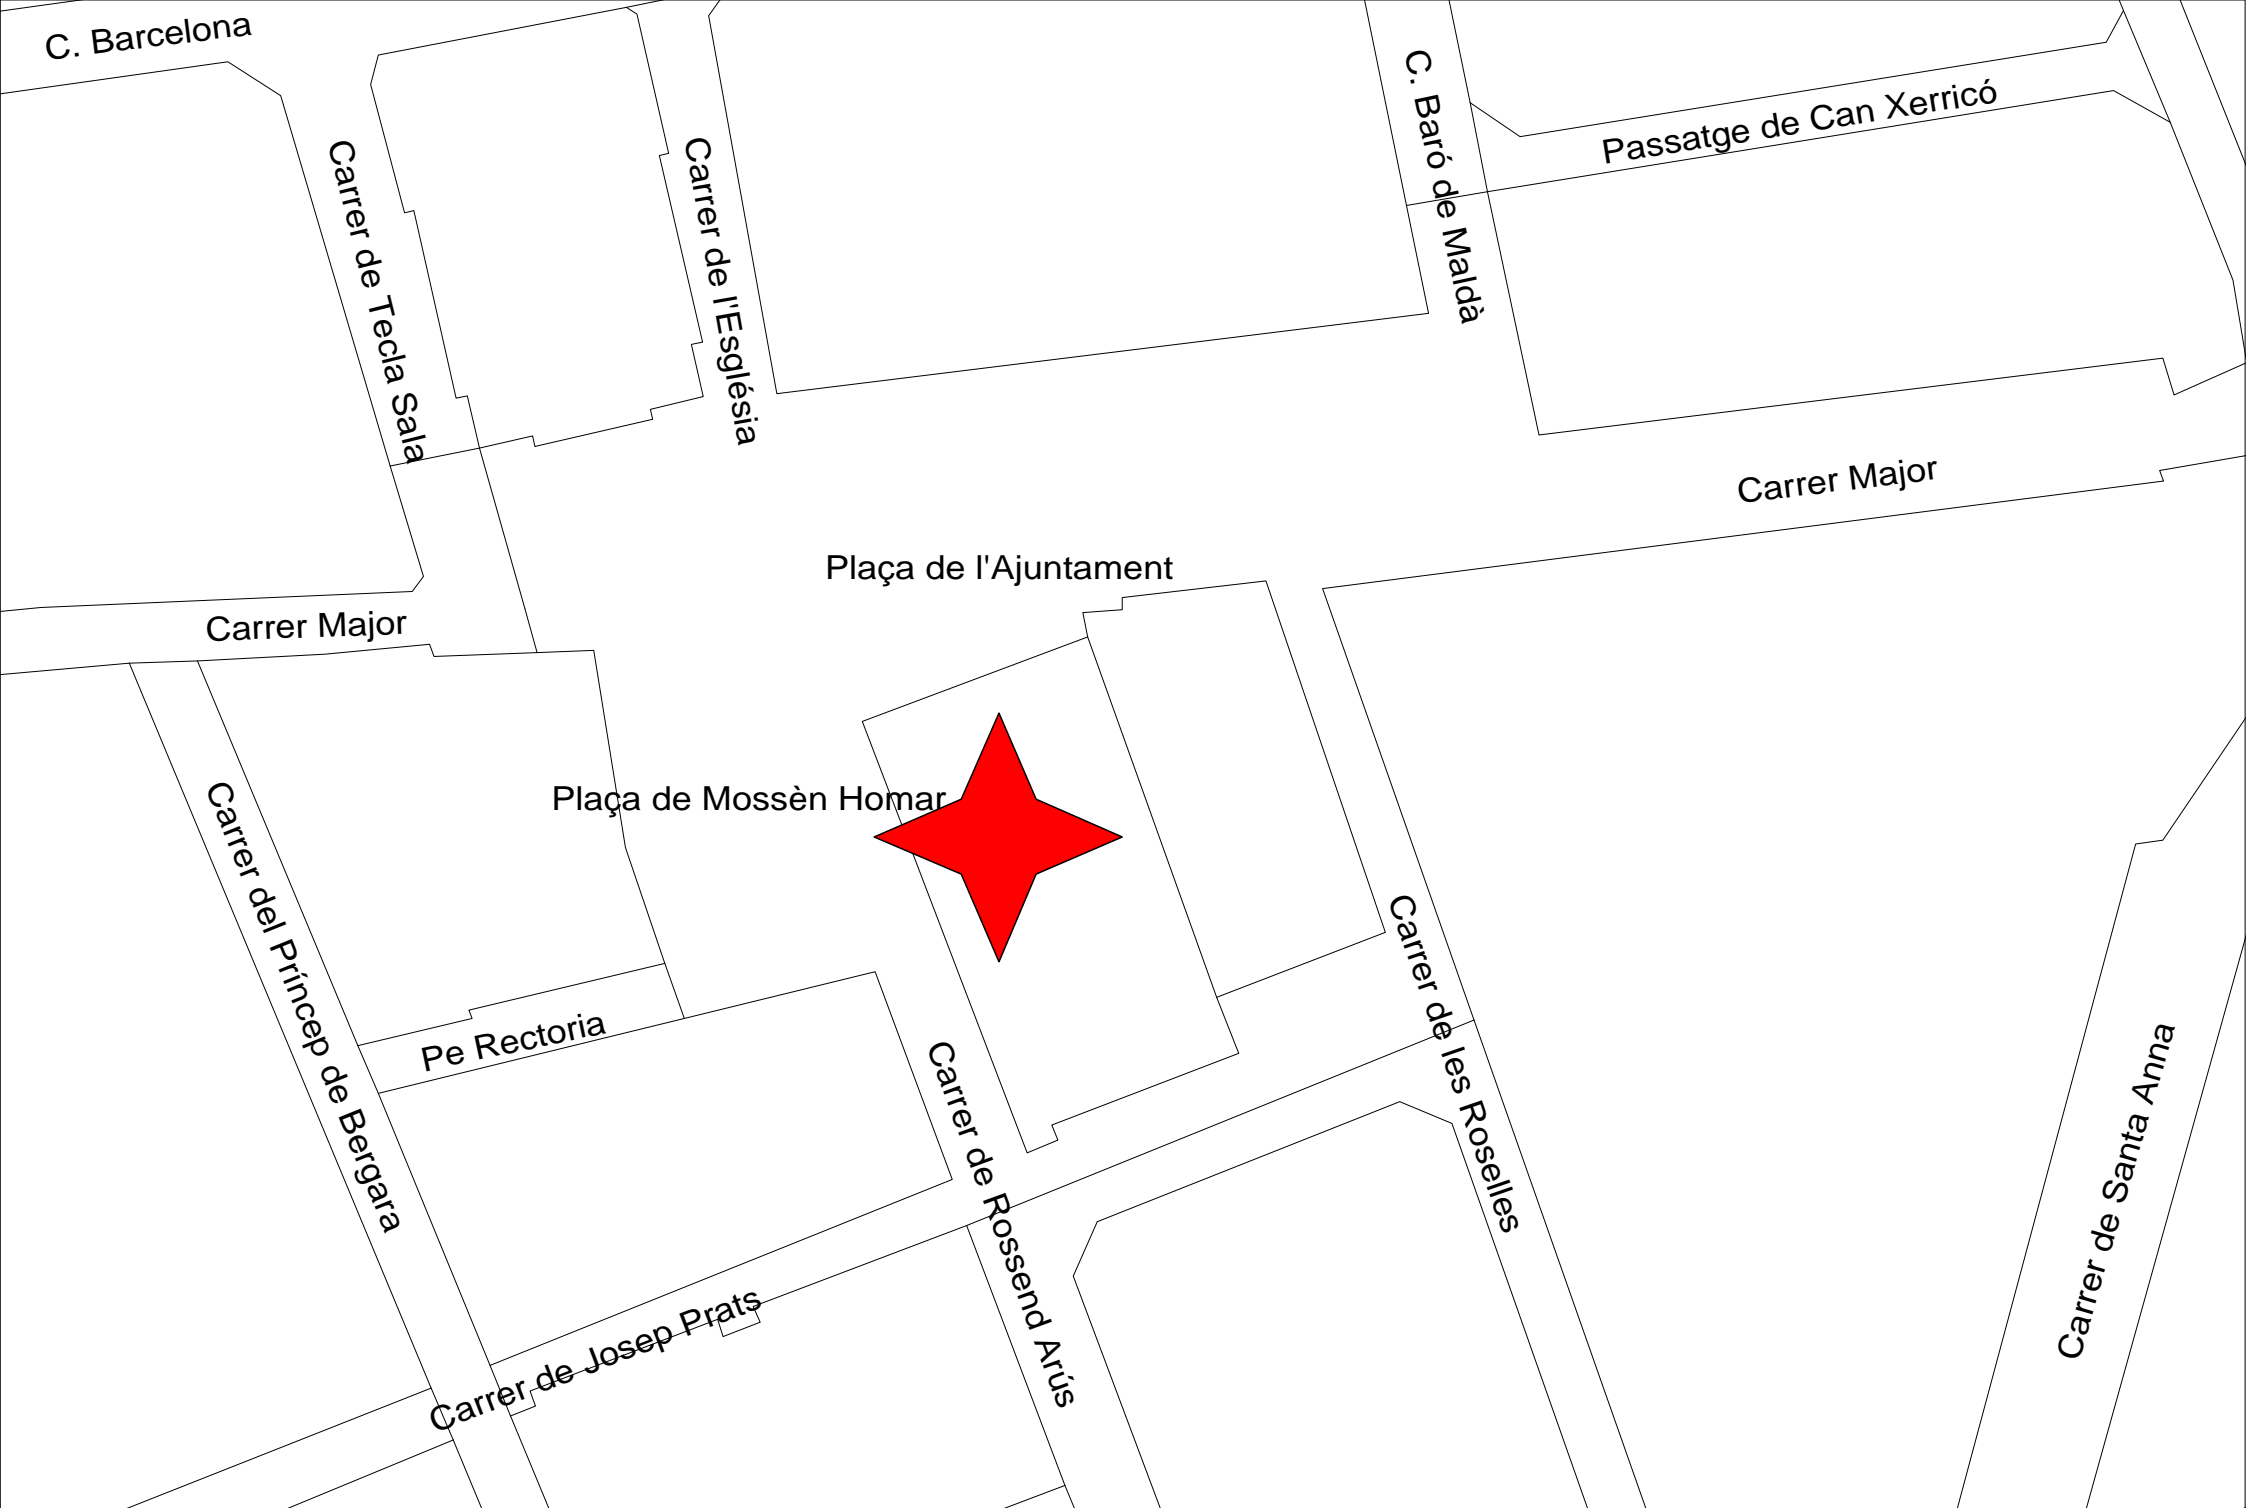 C. Barcelona
C. Baró de Maldà
Passatge de Can Xerricó
Carrer de Tecla Sala
Carrer de l'Església
Carrer Major
Plaça de l'Ajuntament
Carrer Major
Plaça de Mossèn Homar
Carrer del Príncep de Bergara
Carrer de les Roselles
Pe Rectoria
Carrer de Rossend Arús
Carrer de Santa Anna
Carrer de Josep Prats